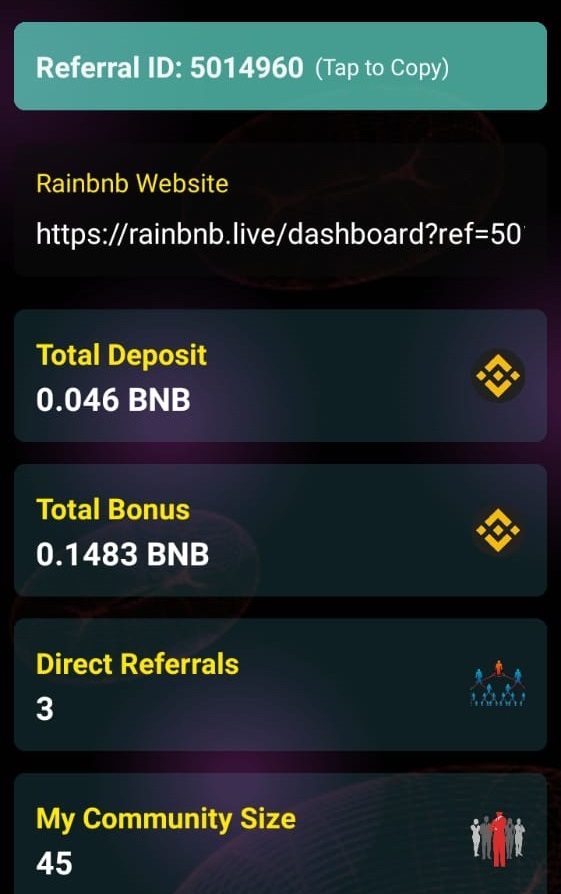 Referral ID: 5014960 (Tap to Copy)
Rainbnb Website
https://rainbnb.live/dashboard?ref=50
Total Deposit
0.046 BNB
Total Bonus
0.1483 BNB
Direct Referrals
3
My Community Size
45